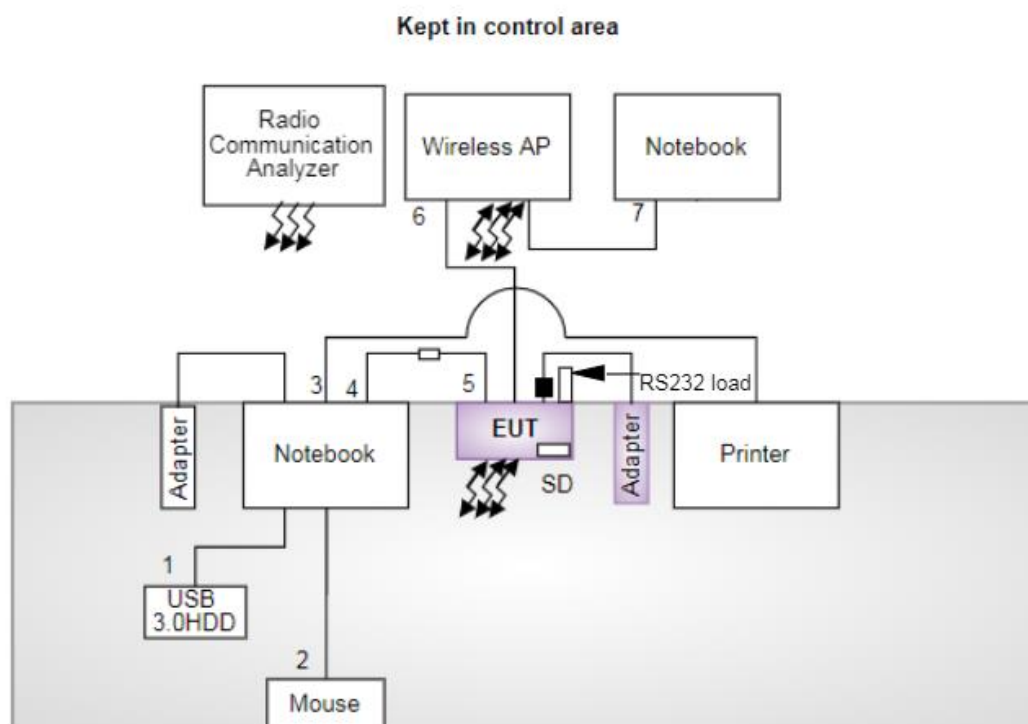 Kept in control area
Radio
Communication
Analyzer
Wireless AP
Notebook
6
7
3
4
5
RS232 load
Adapter
Notebook
EUT
SD
Adapter
Printer
1
USB
3.0HDD
2
Mouse